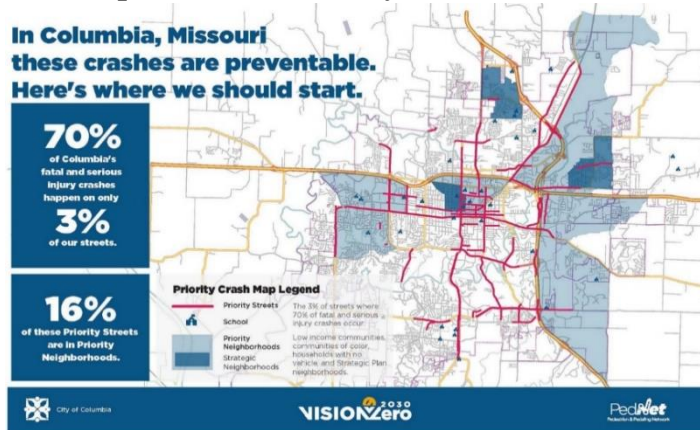 In Columbia, Missouri
these crashes are preventable.
Here's where we should start.
70%
of Columbia's
fatal and serious
injury crashes
happen on only
3%
of our streets.
16%
of these Priority Streets
are in Priority
Neighborhoods.
Priority Crash Map Legend
Priority Streets
The 3% of streets where
70% of fatal and serious
injury crashes occur
School
Priority
Neighborhoods
Strategic
Neighborhoods
Low income communities,
communities of color,
households with no
vehicle, and Strategic Plan
neighborhoods.
City of Columbia
VISION Zero
2030
PedNet
Pedestrian & Pedaling Network